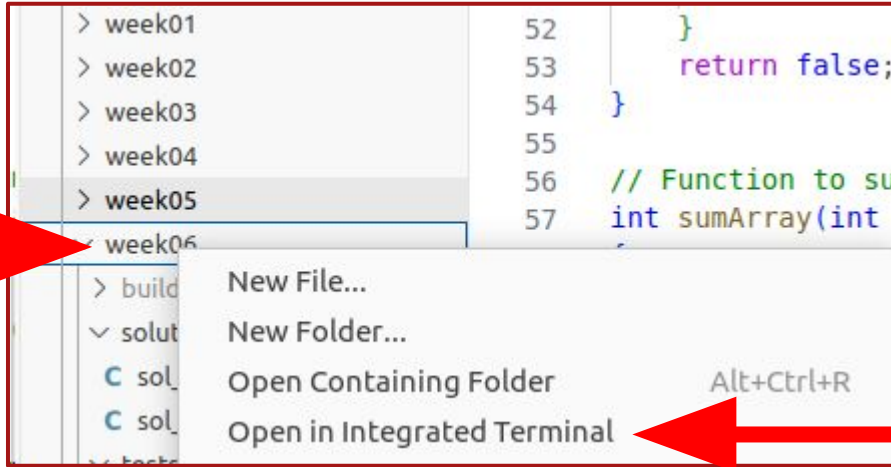 week01
week02
week03
week04
week05
week06
build
solut
C sol_
C sol_
tests
New File...
New Folder...
Open Containing Folder Alt+Ctrl+R
Open in Integrated Terminal
52 }
53 return false;
54 }
55
56 // Function to su
57 int sumArray(int